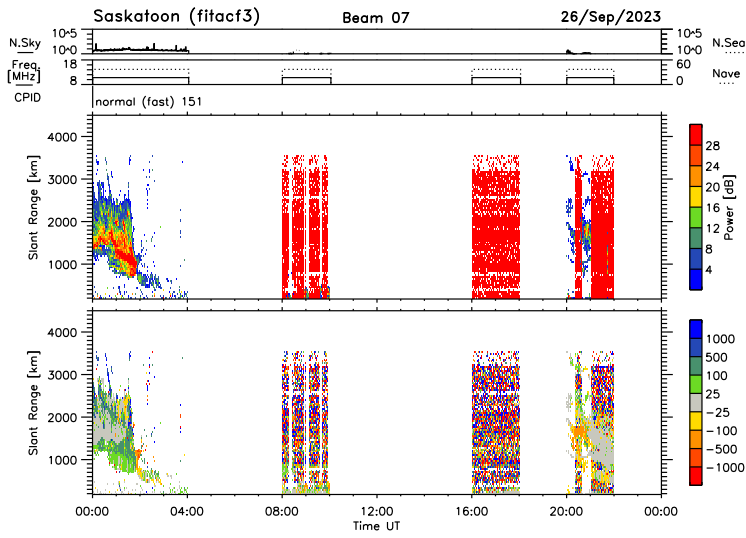 Saskatoon (fitacf3) Beam 07 26/Sep/2023
N.Sky 10^5 10^5 N.Sea
10^0 10^0
Freq. 18 60 Nave
[MHz] 8 0
CPID normal (fast) 151
Slant Range [km]
4000
3000
2000
1000
28
24
20
16
12
8
4
Power [dB]
Slant Range [km]
4000
3000
2000
1000
1000
500
100
25
-25
-100
-500
-1000
00:00 04:00 08:00 12:00 16:00 20:00 00:00
Time UT